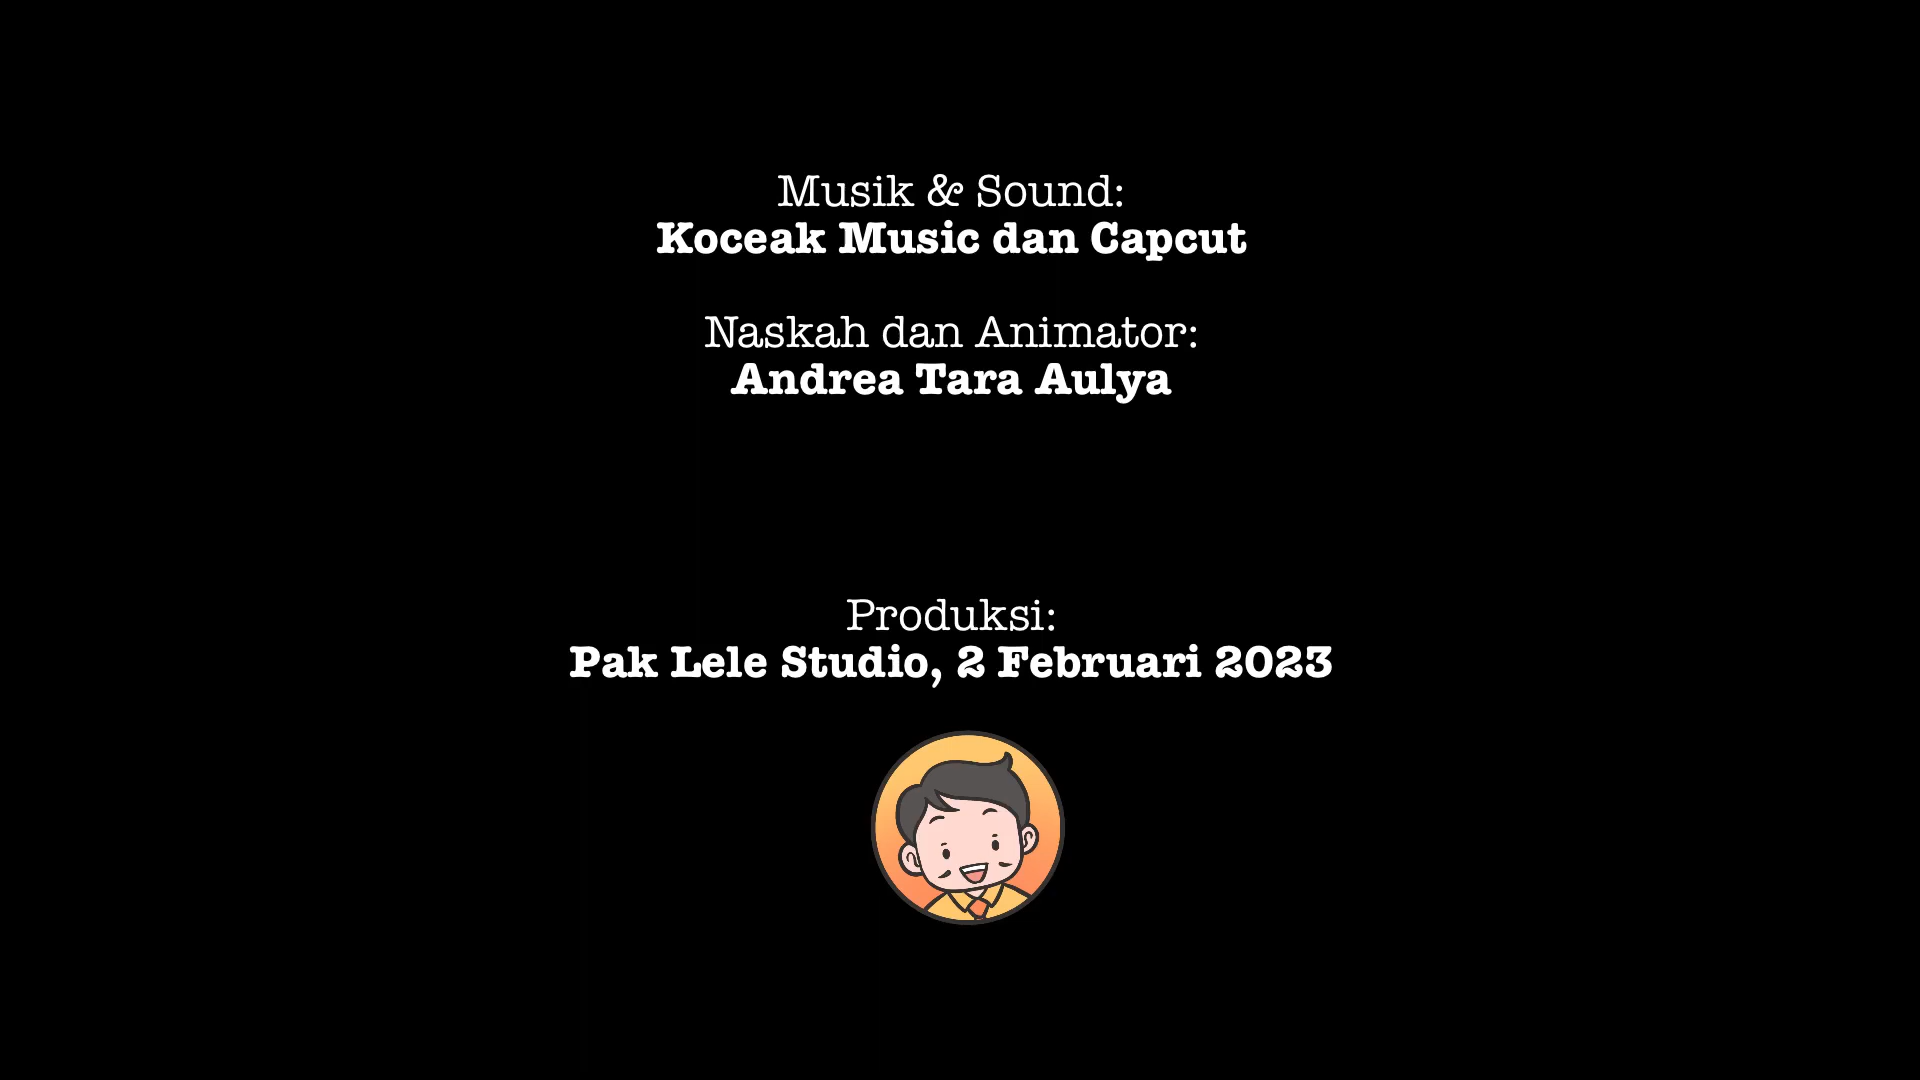 Musik & Sound:
Koceak Music dan Capcut
Naskah dan Animator:
Andrea Tara Aulya
Produksi:
Pak Lele Studio, 2 Februari 2023